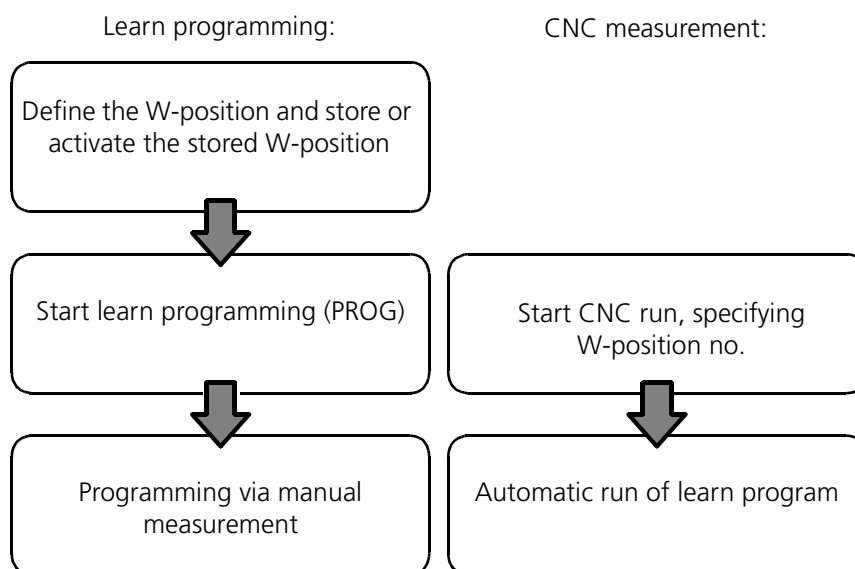 Learn programming:
CNC measurement:
Define the W-position and store or
activate the stored W-position
Start learn programming (PROG)
Start CNC run, specifying
W-position no.
Programming via manual
measurement
Automatic run of learn program